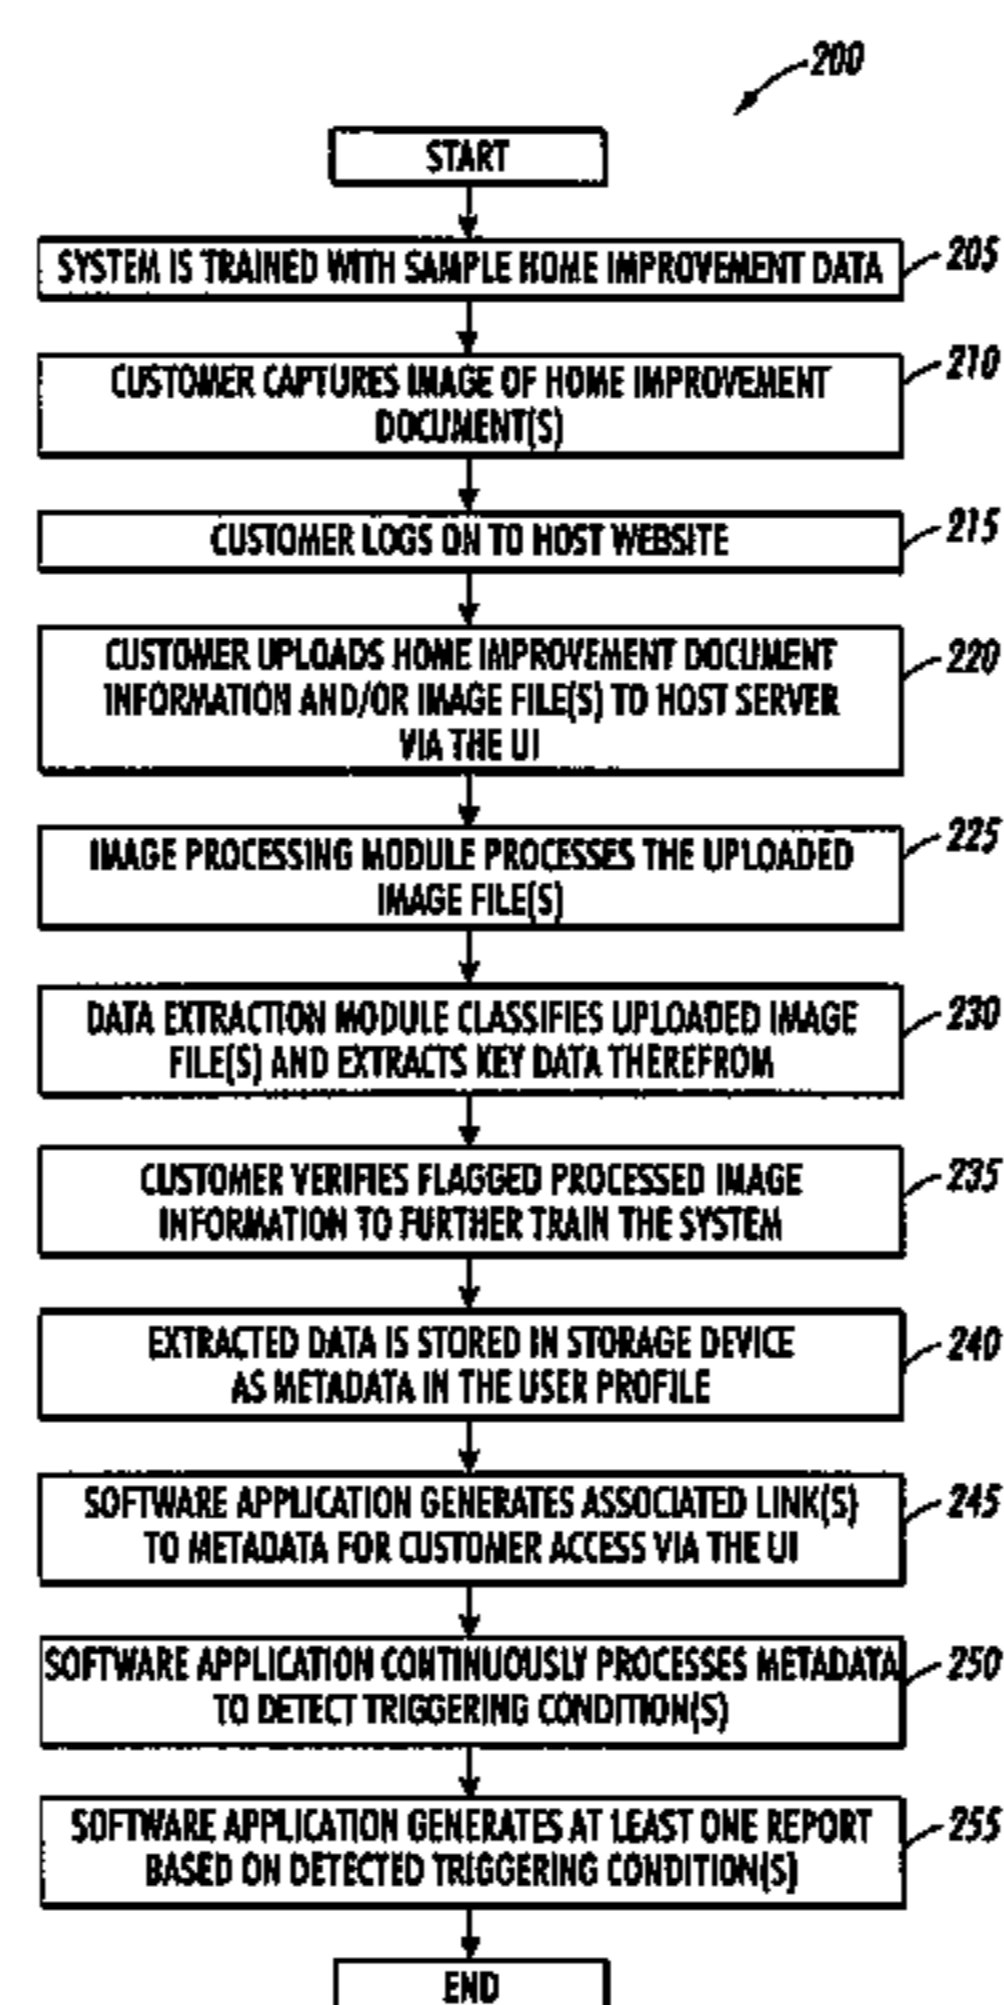 200
START
SYSTEM IS TRAINED WITH SAMPLE HOME IMPROVEMENT DATA
205
CUSTOMER CAPTURES IMAGE OF HOME IMPROVEMENT
DOCUMENT(S)
210
CUSTOMER LOGS ON TO HOST WEBSITE
215
CUSTOMER UPLOADS HOME IMPROVEMENT DOCUMENT
INFORMATION AND/OR IMAGE FILE(S) TO HOST SERVER
VIA THE UI
220
IMAGE PROCESSING MODULE PROCESSES THE UPLOADED
IMAGE FILE(S)
225
DATA EXTRACTION MODULE CLASSIFIES UPLOADED IMAGE
FILE(S) AND EXTRACTS KEY DATA THEREFROM
230
CUSTOMER VERIFIES FLAGGED PROCESSED IMAGE
INFORMATION TO FURTHER TRAIN THE SYSTEM
235
EXTRACTED DATA IS STORED IN STORAGE DEVICE
AS METADATA IN THE USER PROFILE
240
SOFTWARE APPLICATION GENERATES ASSOCIATED LINK(S)
TO METADATA FOR CUSTOMER ACCESS VIA THE UI
245
SOFTWARE APPLICATION CONTINUOUSLY PROCESSES METADATA
TO DETECT TRIGGERING CONDITION(S)
250
SOFTWARE APPLICATION GENERATES AT LEAST ONE REPORT
BASED ON DETECTED TRIGGERING CONDITION(S)
255
END